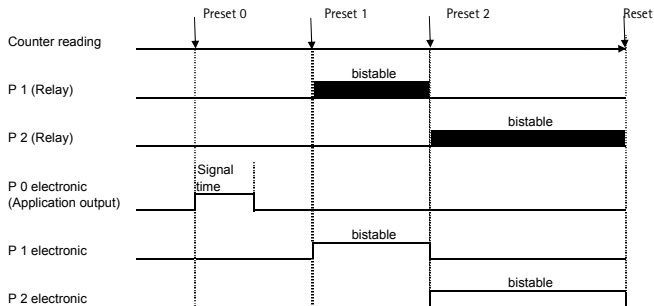 Preset 0 Preset 1 Preset 2 Reset
Counter reading
bistable
P 1 (Relay)
bistable
P 2 (Relay)
Signal
time
P 0 electronic
(Application output)
bistable
P 1 electronic
bistable
P 2 electronic